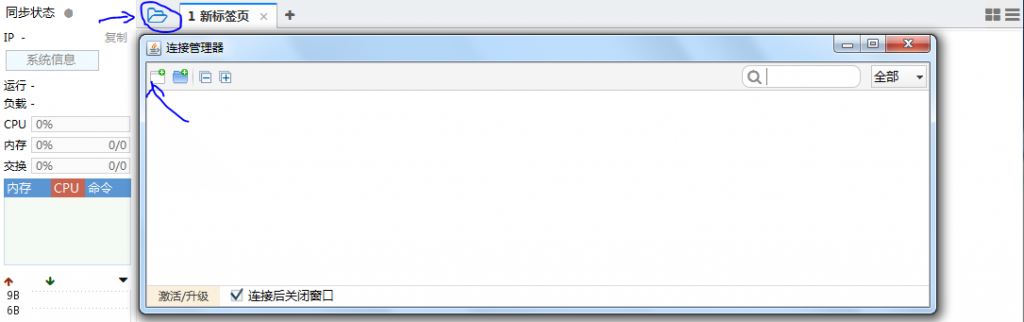 同步状态
1 新标签页
IP -
复制
系统信息
运行 -
负载 -
CPU 0%
内存 0% 0/0
交换 0% 0/0
内存 CPU 命令
9B
6B
连接管理器
全部
激活/升级
连接后关闭窗口